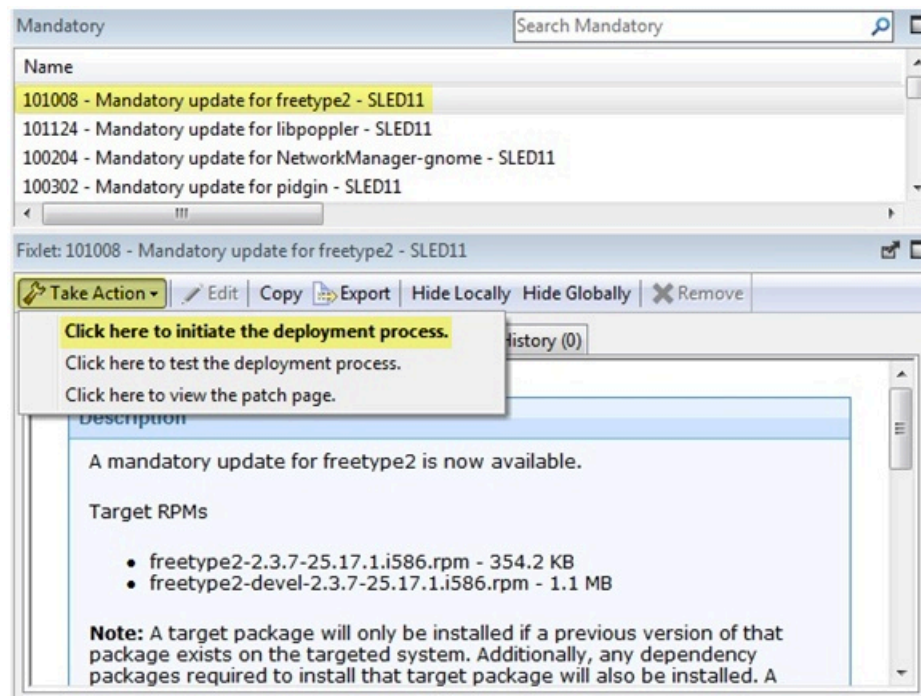 Mandatory
Search Mandatory
Name
101008 - Mandatory update for freetype2 - SLED11
101124 - Mandatory update for libpoppler - SLED11
100204 - Mandatory update for NetworkManager-gnome - SLED11
100302 - Mandatory update for pidgin - SLED11
Fixlet: 101008 - Mandatory update for freetype2 - SLED11
Take Action Edit Copy Export Hide Locally Hide Globally Remove
Click here to initiate the deployment process.
History (0)
Click here to test the deployment process.
Click here to view the patch page.
Description
A mandatory update for freetype2 is now available.
Target RPMs
• freetype2-2.3.7-25.17.1.i586.rpm - 354.2 KB
• freetype2-devel-2.3.7-25.17.1.i586.rpm - 1.1 MB
Note: A target package will only be installed if a previous version of that
package exists on the targeted system. Additionally, any dependency
packages required to install that target package will also be installed. A